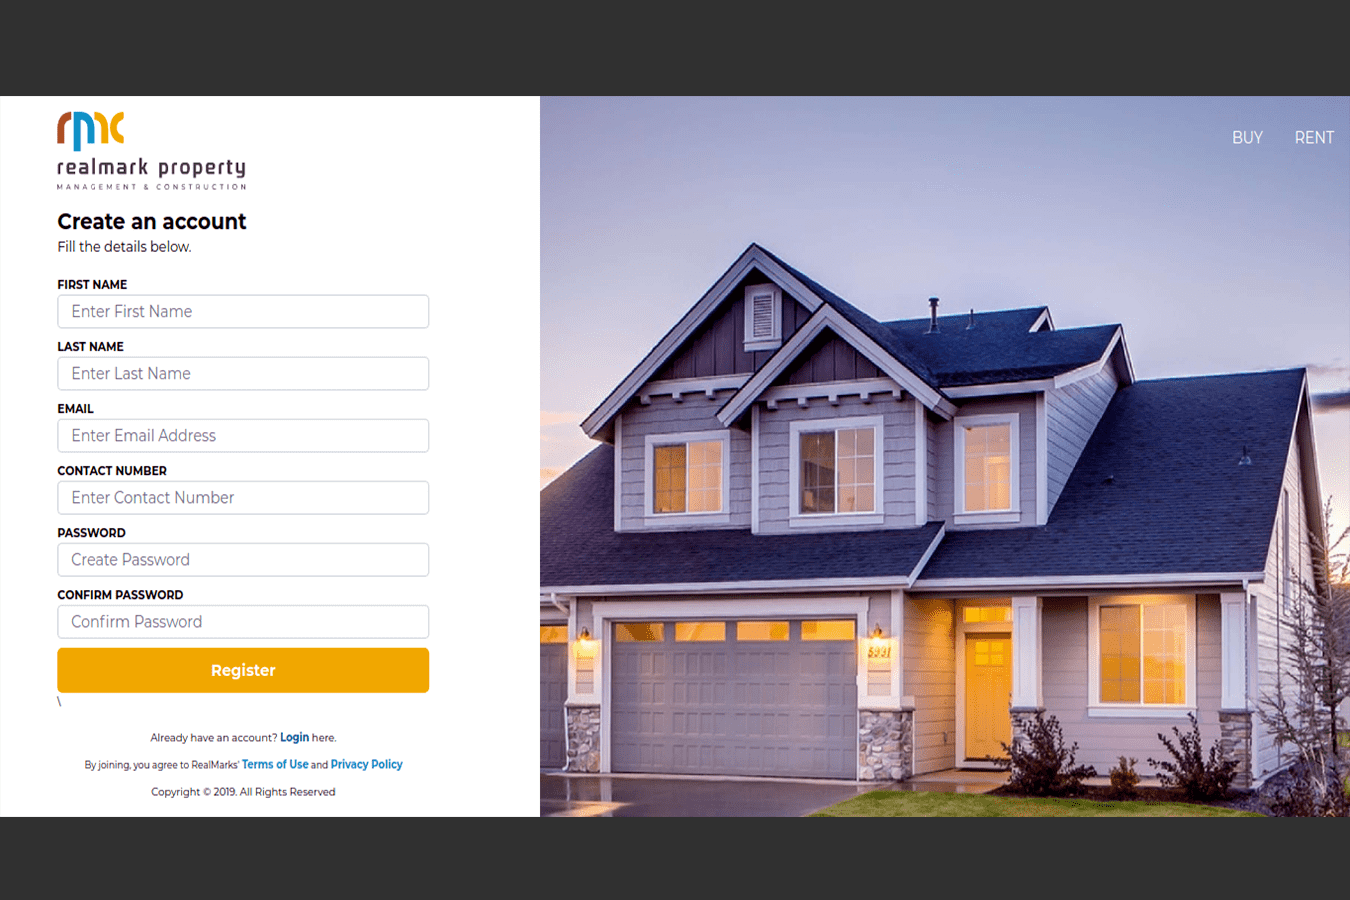 rmc
realmark property
MANAGEMENT & CONSTRUCTION
BUY RENT
Create an account
Fill the details below.
FIRST NAME
Enter First Name
LAST NAME
Enter Last Name
EMAIL
Enter Email Address
CONTACT NUMBER
Enter Contact Number
PASSWORD
Create Password
CONFIRM PASSWORD
Confirm Password
Register
\
Already have an account? Login here.
By joining, you agree to RealMarks' Terms of Use and Privacy Policy
Copyright © 2019. All Rights Reserved